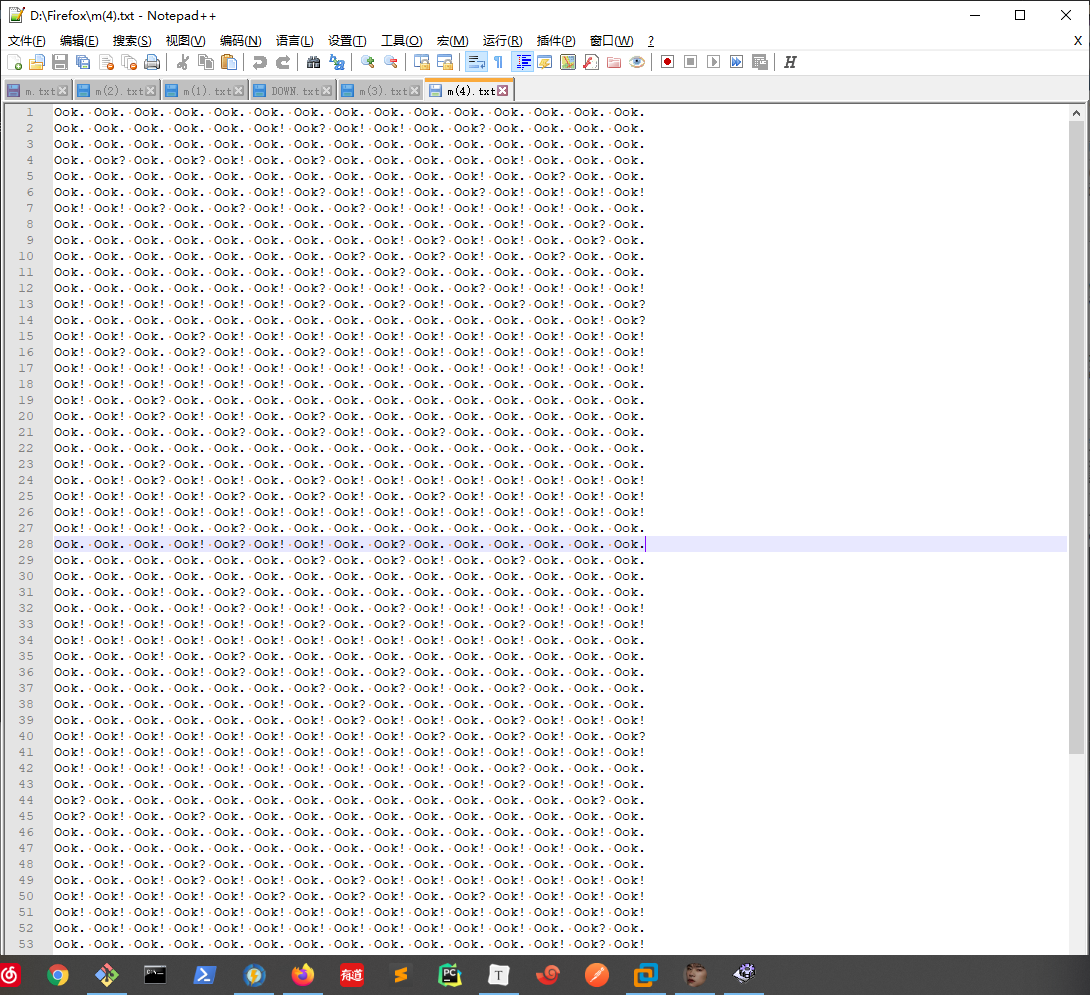 D:\Firefox\m(4).txt - Notepad++
文件(F) 编辑(E) 搜索(S) 视图(V) 编码(N) 语言(L) 设置(T) 工具(O) 宏(M) 运行(R) 插件(P) 窗口(W) ? X
m.txt m(2).txt m(1).txt DOWN.txt m(3).txt m(4).txt
1 Ook. Ook. Ook. Ook. Ook. Ook. Ook. Ook. Ook. Ook. Ook. Ook. Ook. Ook. Ook.
2 Ook. Ook. Ook. Ook. Ook. Ook! Ook? Ook! Ook! Ook. Ook? Ook. Ook. Ook. Ook.
3 Ook. Ook. Ook. Ook. Ook. Ook. Ook. Ook. Ook. Ook. Ook. Ook. Ook. Ook. Ook.
4 Ook. Ook? Ook. Ook? Ook! Ook. Ook? Ook. Ook. Ook. Ook. Ook! Ook. Ook. Ook.
5 Ook. Ook. Ook. Ook. Ook. Ook. Ook. Ook. Ook. Ook. Ook! Ook. Ook? Ook. Ook.
6 Ook. Ook. Ook. Ook. Ook. Ook! Ook? Ook! Ook! Ook. Ook? Ook! Ook! Ook! Ook!
7 Ook! Ook! Ook? Ook. Ook? Ook! Ook. Ook? Ook! Ook! Ook! Ook! Ook! Ook. Ook.
8 Ook. Ook. Ook. Ook. Ook. Ook. Ook. Ook. Ook. Ook. Ook. Ook! Ook. Ook? Ook.
9 Ook. Ook. Ook. Ook. Ook. Ook. Ook. Ook. Ook! Ook? Ook! Ook! Ook. Ook? Ook.
10 Ook. Ook. Ook. Ook. Ook. Ook. Ook. Ook? Ook. Ook? Ook! Ook. Ook? Ook. Ook.
11 Ook. Ook. Ook. Ook. Ook. Ook. Ook! Ook. Ook? Ook. Ook. Ook. Ook. Ook. Ook.
12 Ook. Ook. Ook. Ook. Ook. Ook! Ook? Ook! Ook! Ook. Ook? Ook! Ook! Ook! Ook!
13 Ook! Ook! Ook! Ook! Ook! Ook! Ook? Ook. Ook? Ook! Ook. Ook? Ook! Ook. Ook?
14 Ook. Ook. Ook. Ook. Ook. Ook. Ook. Ook. Ook. Ook. Ook. Ook. Ook. Ook! Ook?
15 Ook! Ook! Ook. Ook? Ook! Ook! Ook! Ook! Ook! Ook! Ook! Ook! Ook! Ook! Ook!
16 Ook! Ook? Ook. Ook? Ook! Ook. Ook? Ook! Ook! Ook! Ook! Ook! Ook! Ook! Ook!
17 Ook! Ook! Ook! Ook! Ook! Ook! Ook! Ook! Ook! Ook! Ook! Ook! Ook! Ook! Ook!
18 Ook! Ook! Ook! Ook! Ook! Ook! Ook! Ook. Ook. Ook. Ook. Ook. Ook. Ook. Ook.
19 Ook! Ook. Ook? Ook. Ook. Ook. Ook. Ook. Ook. Ook. Ook. Ook. Ook. Ook. Ook.
20 Ook. Ook! Ook? Ook! Ook! Ook. Ook? Ook. Ook. Ook. Ook. Ook. Ook. Ook. Ook.
21 Ook. Ook. Ook. Ook. Ook? Ook. Ook? Ook! Ook. Ook? Ook. Ook. Ook. Ook. Ook.
22 Ook. Ook. Ook. Ook. Ook. Ook. Ook. Ook. Ook. Ook. Ook. Ook. Ook. Ook. Ook.
23 Ook! Ook. Ook? Ook. Ook. Ook. Ook. Ook. Ook. Ook. Ook. Ook. Ook. Ook. Ook.
24 Ook. Ook! Ook? Ook! Ook! Ook. Ook? Ook! Ook! Ook! Ook! Ook! Ook! Ook! Ook!
25 Ook! Ook! Ook! Ook! Ook? Ook. Ook? Ook! Ook. Ook? Ook! Ook! Ook! Ook! Ook!
26 Ook! Ook! Ook! Ook! Ook! Ook! Ook! Ook! Ook! Ook! Ook! Ook! Ook! Ook! Ook!
27 Ook! Ook! Ook! Ook. Ook? Ook. Ook. Ook. Ook. Ook. Ook. Ook. Ook. Ook. Ook.
28 Ook. Ook. Ook. Ook! Ook? Ook! Ook! Ook. Ook? Ook. Ook. Ook. Ook. Ook. Ook.
29 Ook. Ook. Ook. Ook. Ook. Ook. Ook? Ook. Ook? Ook! Ook. Ook? Ook. Ook. Ook.
30 Ook. Ook. Ook. Ook. Ook. Ook. Ook. Ook. Ook. Ook. Ook. Ook. Ook. Ook. Ook.
31 Ook. Ook. Ook! Ook. Ook? Ook. Ook. Ook. Ook. Ook. Ook. Ook. Ook. Ook. Ook.
32 Ook. Ook. Ook. Ook! Ook? Ook! Ook! Ook. Ook? Ook! Ook! Ook! Ook! Ook! Ook!
33 Ook! Ook! Ook! Ook! Ook! Ook! Ook? Ook. Ook? Ook! Ook. Ook? Ook! Ook! Ook!
34 Ook! Ook! Ook! Ook! Ook! Ook! Ook! Ook! Ook! Ook! Ook! Ook! Ook! Ook! Ook!
35 Ook. Ook. Ook! Ook. Ook? Ook. Ook. Ook. Ook. Ook. Ook. Ook. Ook. Ook. Ook.
36 Ook. Ook. Ook. Ook! Ook? Ook! Ook! Ook. Ook? Ook. Ook. Ook. Ook. Ook. Ook.
37 Ook. Ook. Ook. Ook. Ook. Ook. Ook? Ook. Ook? Ook! Ook. Ook? Ook. Ook. Ook.
38 Ook. Ook. Ook. Ook. Ook. Ook! Ook. Ook? Ook. Ook. Ook. Ook. Ook. Ook. Ook.
39 Ook. Ook. Ook. Ook. Ook. Ook. Ook! Ook? Ook! Ook! Ook. Ook? Ook! Ook! Ook!
40 Ook! Ook! Ook! Ook! Ook! Ook! Ook! Ook! Ook! Ook? Ook. Ook? Ook! Ook. Ook?
41 Ook! Ook! Ook! Ook! Ook! Ook! Ook! Ook! Ook! Ook! Ook! Ook! Ook! Ook! Ook!
42 Ook! Ook! Ook! Ook! Ook! Ook! Ook! Ook! Ook! Ook! Ook. Ook? Ook. Ook. Ook.
43 Ook. Ook. Ook. Ook. Ook. Ook. Ook. Ook. Ook. Ook. Ook! Ook? Ook! Ook! Ook.
44 Ook? Ook. Ook. Ook. Ook. Ook. Ook. Ook. Ook. Ook. Ook. Ook. Ook. Ook? Ook.
45 Ook? Ook! Ook. Ook? Ook. Ook. Ook. Ook. Ook. Ook. Ook. Ook. Ook. Ook. Ook.
46 Ook. Ook. Ook. Ook. Ook. Ook. Ook. Ook. Ook. Ook. Ook. Ook. Ook. Ook! Ook.
47 Ook. Ook. Ook. Ook. Ook. Ook. Ook. Ook. Ook. Ook. Ook. Ook. Ook. Ook! Ook.
48 Ook. Ook. Ook! Ook. Ook? Ook. Ook. Ook. Ook. Ook. Ook. Ook. Ook. Ook. Ook.
49 Ook. Ook. Ook! Ook? Ook! Ook! Ook. Ook? Ook! Ook! Ook! Ook! Ook! Ook! Ook!
50 Ook! Ook! Ook! Ook! Ook! Ook? Ook. Ook? Ook! Ook. Ook? Ook! Ook! Ook! Ook!
51 Ook! Ook! Ook! Ook! Ook! Ook! Ook! Ook! Ook! Ook! Ook! Ook! Ook! Ook! Ook!
52 Ook! Ook. Ook! Ook! Ook! Ook! Ook! Ook! Ook! Ook! Ook! Ook! Ook. Ook? Ook.
53 Ook. Ook. Ook. Ook. Ook. Ook. Ook. Ook. Ook. Ook. Ook. Ook. Ook! Ook? Ook!